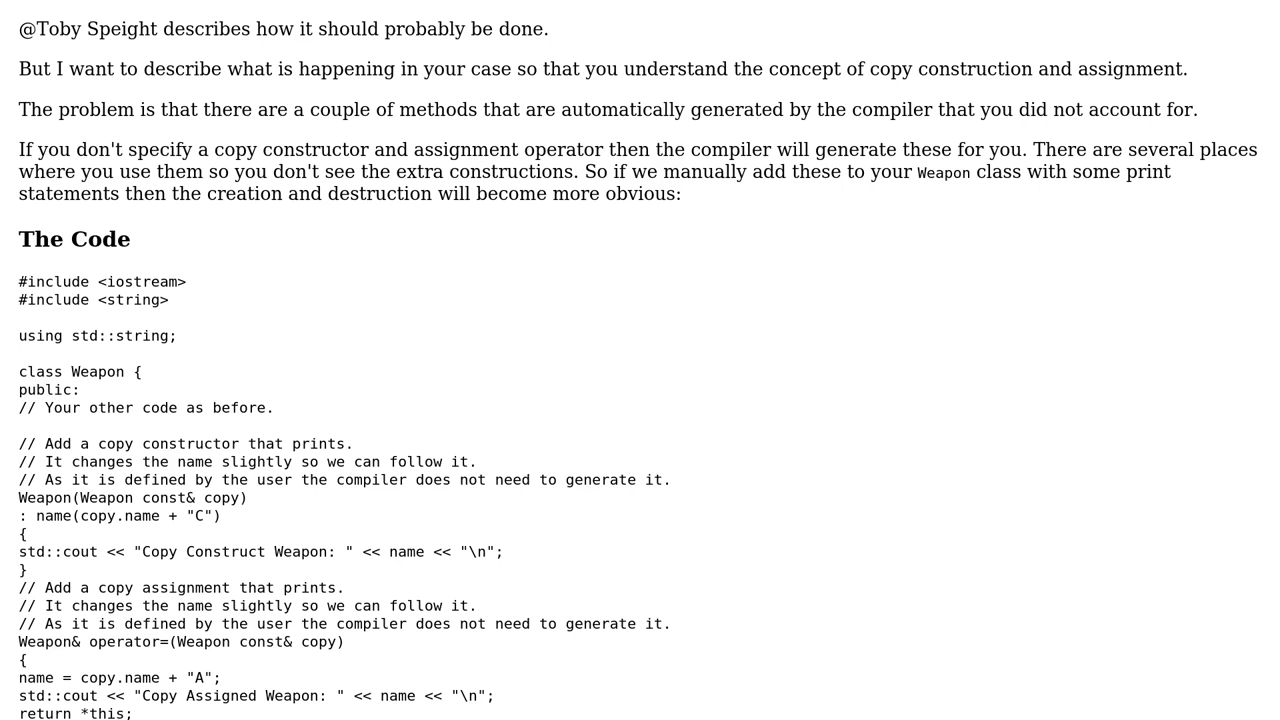 @Toby Speight describes how it should probably be done.
But I want to describe what is happening in your case so that you understand the concept of copy construction and assignment.
The problem is that there are a couple of methods that are automatically generated by the compiler that you did not account for.
If you don't specify a copy constructor and assignment operator then the compiler will generate these for you. There are several places
where you use them so you don't see the extra constructions. So if we manually add these to your Weapon class with some print
statements then the creation and destruction will become more obvious:
The Code
#include <iostream>
#include <string>
using std::string;
class Weapon {
public:
// Your other code as before.
// Add a copy constructor that prints.
// It changes the name slightly so we can follow it.
// As it is defined by the user the compiler does not need to generate it.
Weapon(Weapon const& copy)
: name(copy.name + "C")
{
std::cout << "Copy Construct Weapon: " << name << "\n";
}
// Add a copy assignment that prints.
// It changes the name slightly so we can follow it.
// As it is defined by the user the compiler does not need to generate it.
Weapon& operator=(Weapon const& copy)
{
name = copy.name + "A";
std::cout << "Copy Assigned Weapon: " << name << "\n";
return *this;